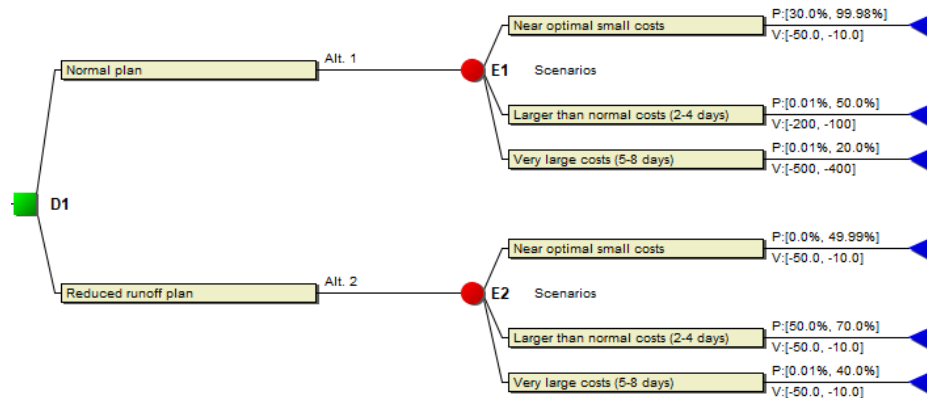 Near optimal small costs
P:[30.0%, 99.98%]
V:[-50.0, -10.0]
Normal plan
Alt. 1
E1
Scenarios
Larger than normal costs (2-4 days)
P:[0.01%, 50.0%]
V:[-200, -100]
Very large costs (5-8 days)
P:[0.01%, 20.0%]
V:[-500, -400]
D1
Near optimal small costs
P:[0.0%, 49.99%]
V:[-50.0, -10.0]
Reduced runoff plan
Alt. 2
E2
Scenarios
Larger than normal costs (2-4 days)
P:[50.0%, 70.0%]
V:[-50.0, -10.0]
Very large costs (5-8 days)
P:[0.01%, 40.0%]
V:[-50.0, -10.0]